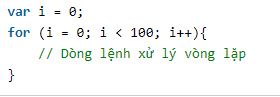 var i = 0;
for (i = 0; i < 100; i++){
    // Dòng lệnh xử lý vòng lặp
}